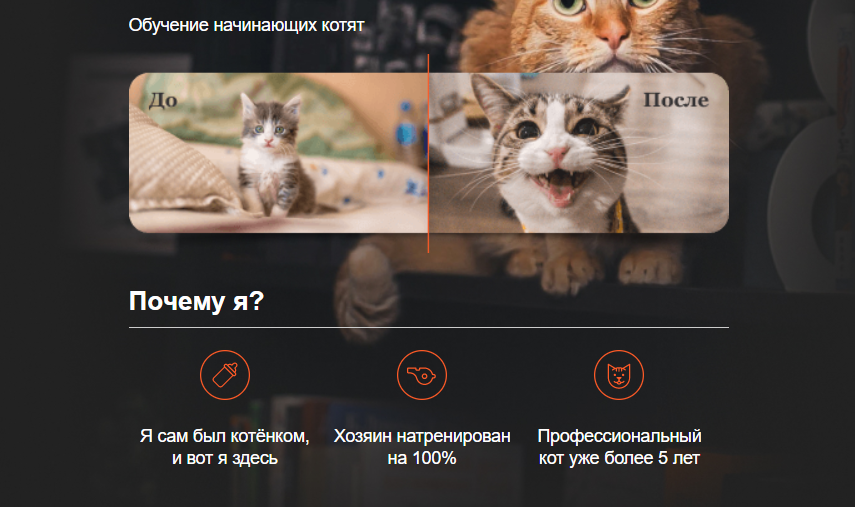 Обучение начинающих котят
До
После
Почему я?
Я сам был котёнком,
и вот я здесь
Хозяин натренирован
на 100%
Профессиональный
кот уже более 5 лет